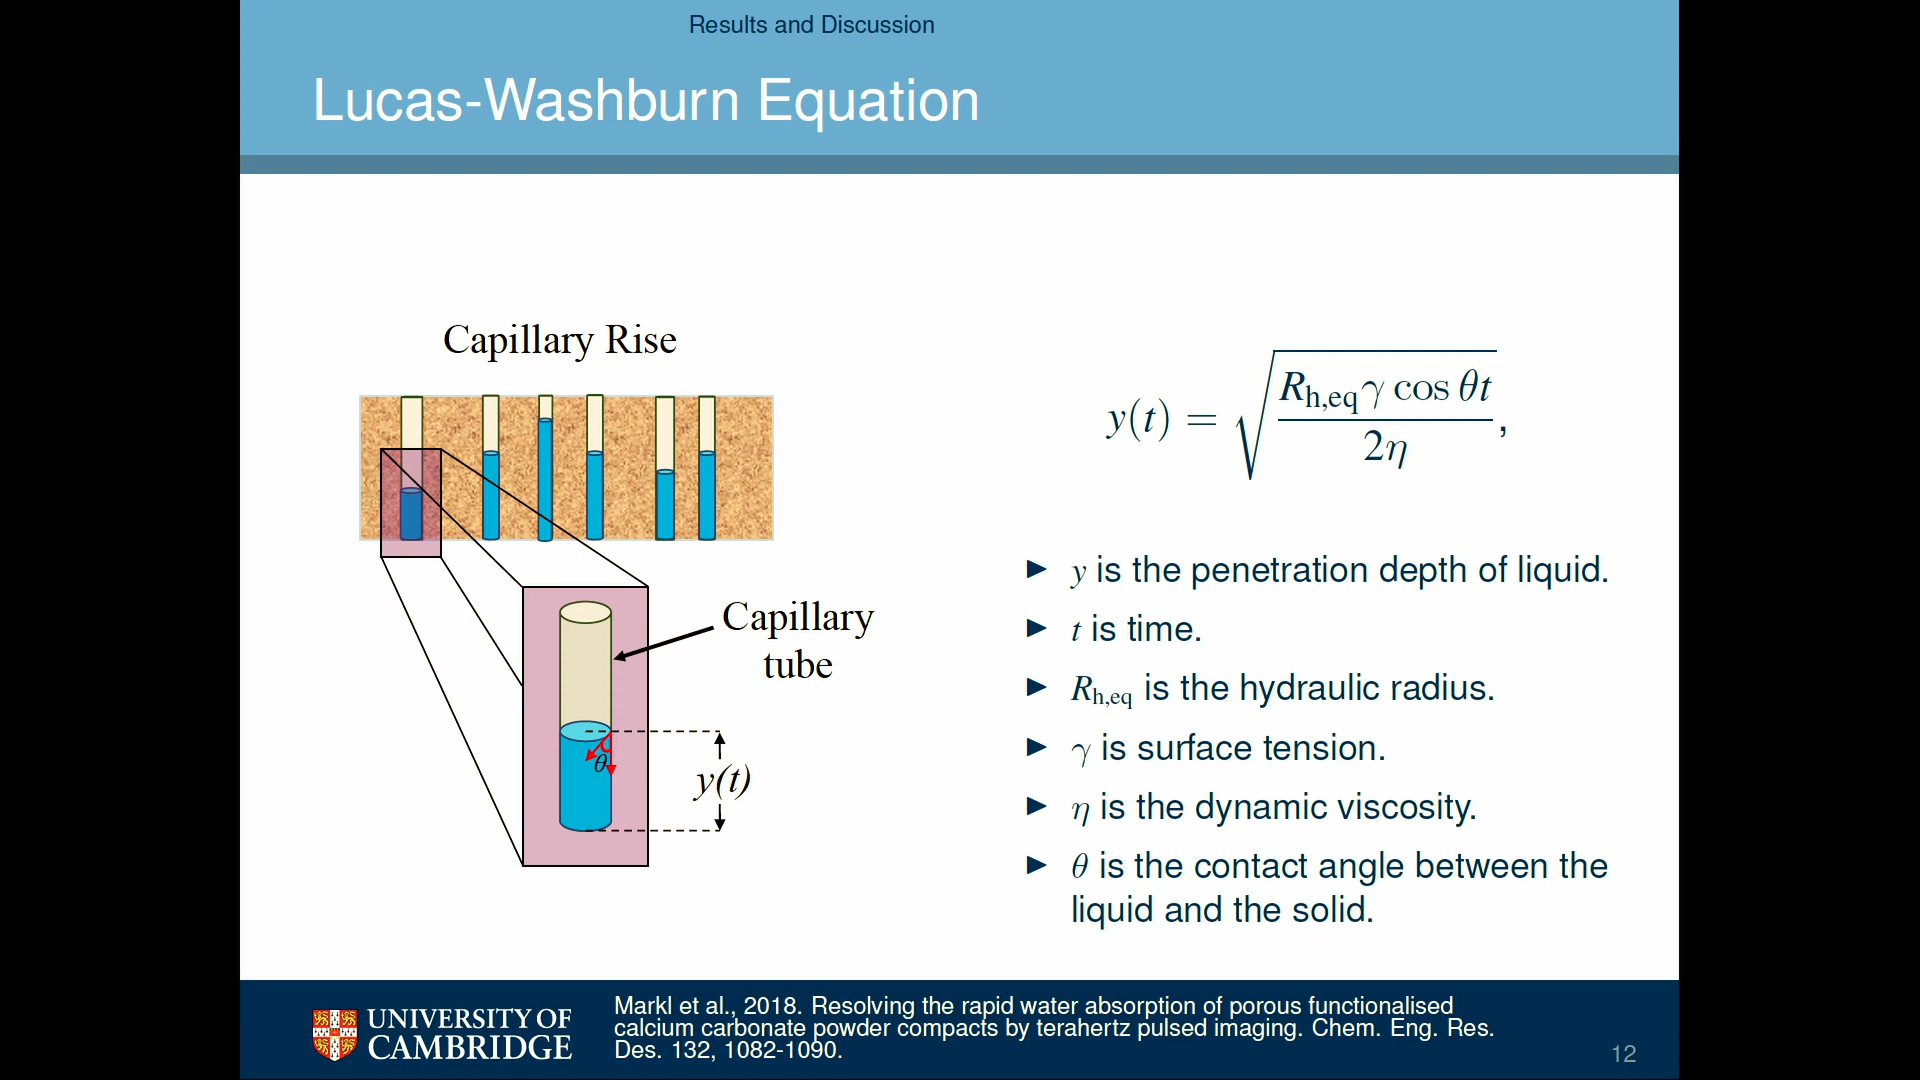 Results and Discussion
Lucas-Washburn Equation
Capillary Rise
Capillary
tube
θ
y(t)
y(t) = √(R_h,eq γ cos θt / 2η),
▶ y is the penetration depth of liquid.
▶ t is time.
▶ R_h,eq is the hydraulic radius.
▶ γ is surface tension.
▶ η is the dynamic viscosity.
▶ θ is the contact angle between the
liquid and the solid.
UNIVERSITY OF
CAMBRIDGE
Markl et al., 2018. Resolving the rapid water absorption of porous functionalised
calcium carbonate powder compacts by terahertz pulsed imaging. Chem. Eng. Res.
Des. 132, 1082-1090.
12